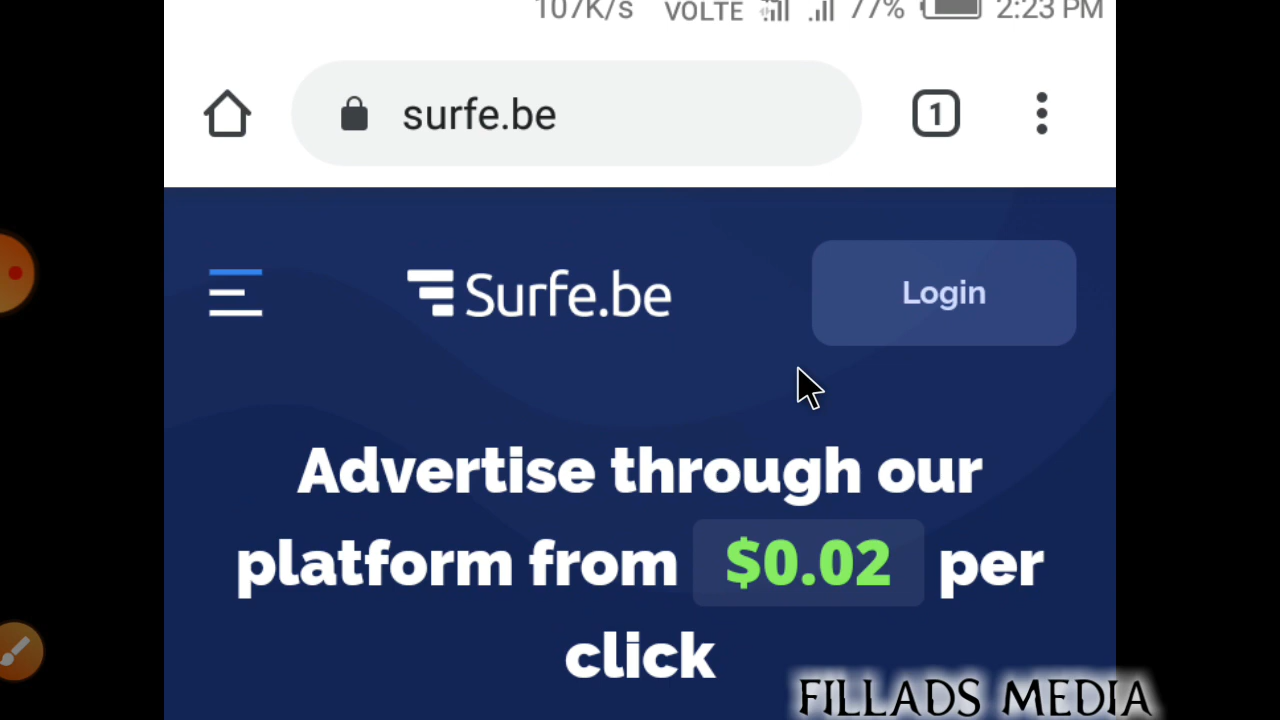 107K/s VOLTE 77% 2:23 PM
surfe.be 1
Surfe.be Login
Advertise through our
platform from $0.02 per
click
FILLADS MEDIA